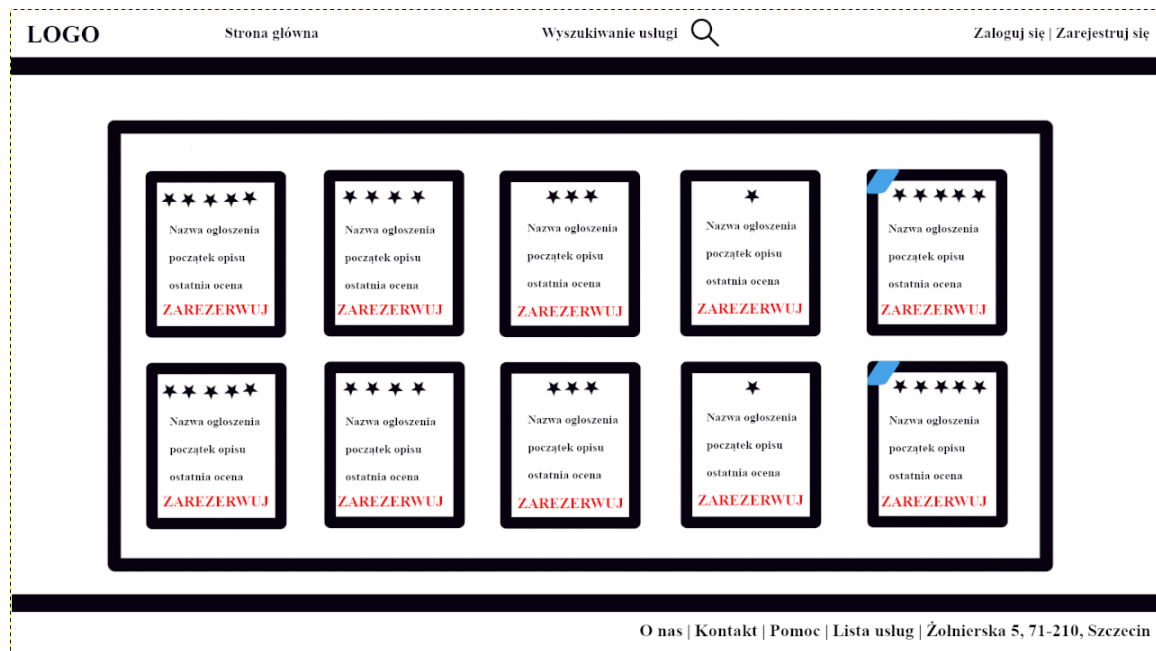 LOGO
Strona główna
Wyszukiwanie usługi
Zaloguj się | Zarejestruj się
Nazwa ogłoszenia
początek opisu
ostatnia ocena
ZAREZERWUJ
Nazwa ogłoszenia
początek opisu
ostatnia ocena
ZAREZERWUJ
Nazwa ogłoszenia
początek opisu
ostatnia ocena
ZAREZERWUJ
Nazwa ogłoszenia
początek opisu
ostatnia ocena
ZAREZERWUJ
Nazwa ogłoszenia
początek opisu
ostatnia ocena
ZAREZERWUJ
Nazwa ogłoszenia
początek opisu
ostatnia ocena
ZAREZERWUJ
Nazwa ogłoszenia
początek opisu
ostatnia ocena
ZAREZERWUJ
Nazwa ogłoszenia
początek opisu
ostatnia ocena
ZAREZERWUJ
Nazwa ogłoszenia
początek opisu
ostatnia ocena
ZAREZERWUJ
Nazwa ogłoszenia
początek opisu
ostatnia ocena
ZAREZERWUJ
O nas | Kontakt | Pomoc | Lista usług | Żołnierska 5, 71-210, Szczecin